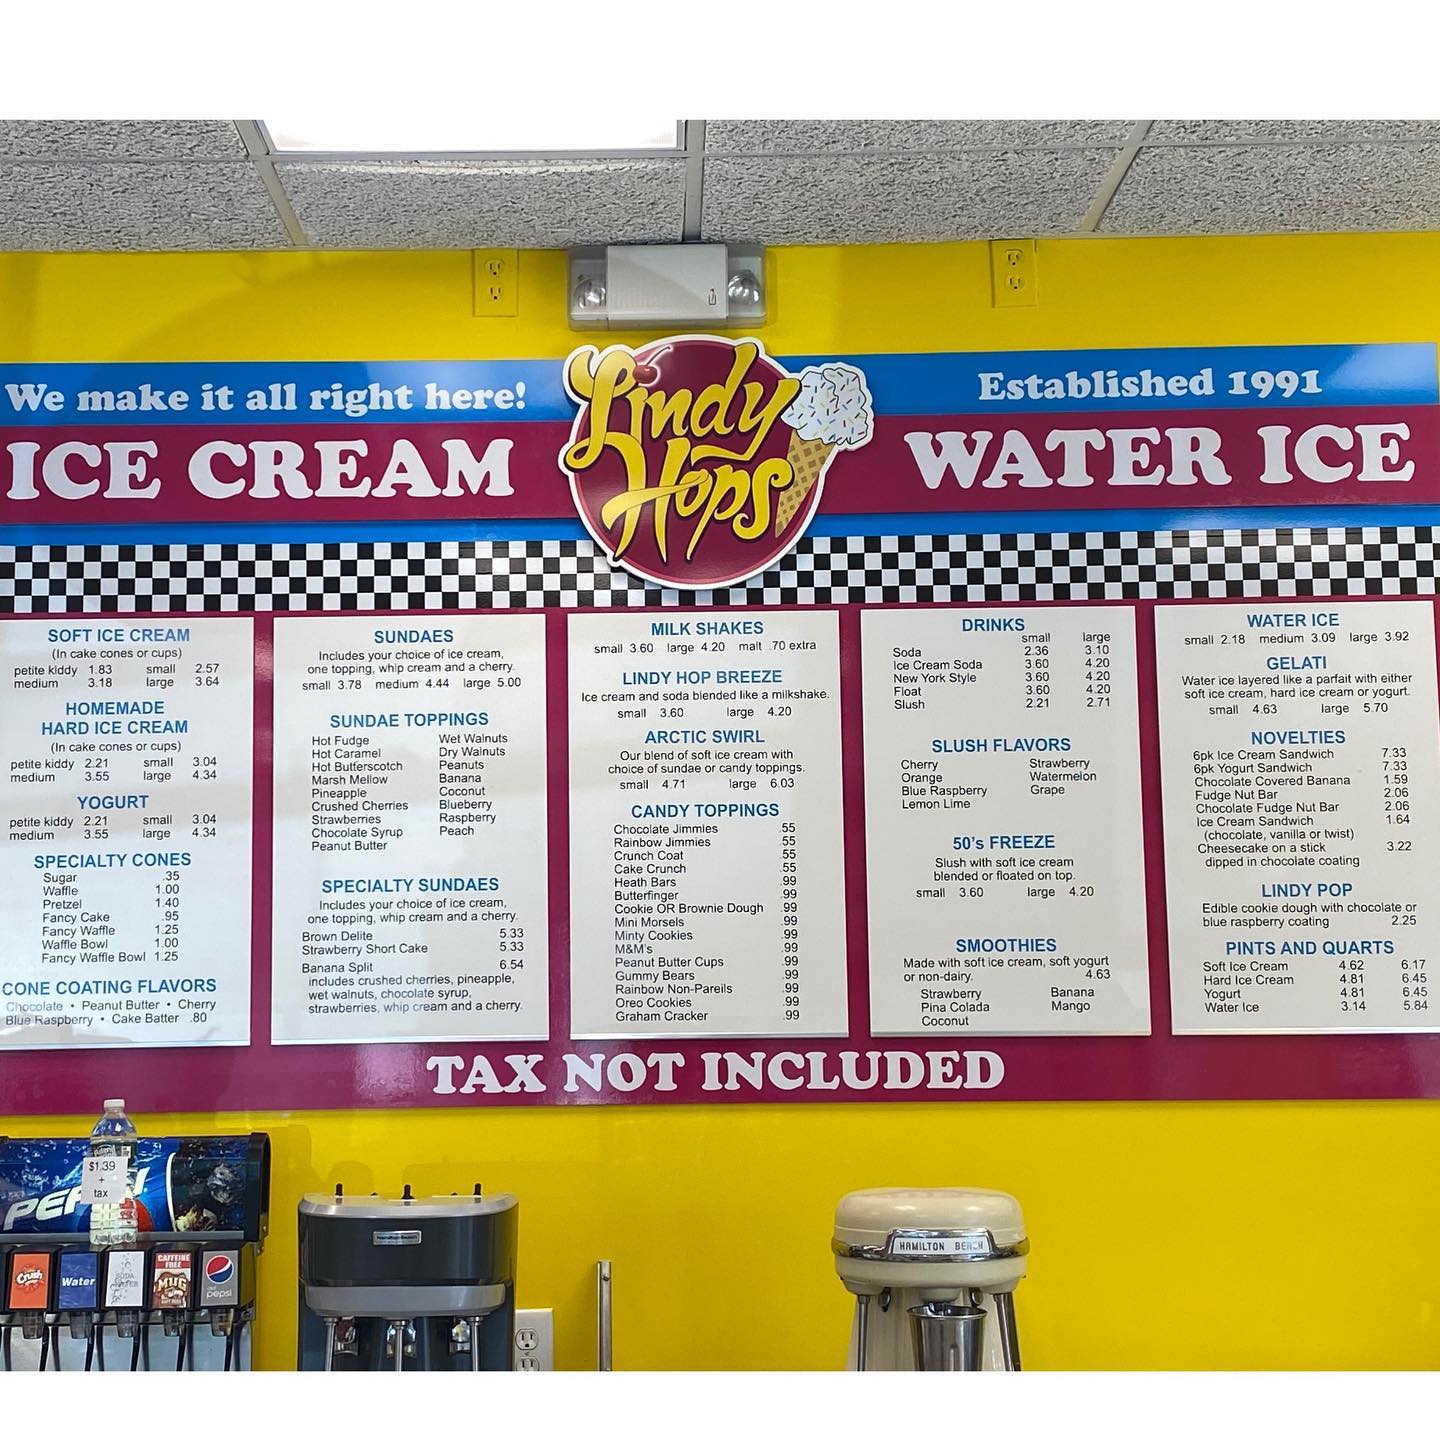 We make it all right here!
ICE CREAM
Lindy
Hops
Established 1991
WATER ICE
SOFT ICE CREAM
(In cake cones or cups)
petite kiddy 1.83 small 2.57
medium 3.18 large 3.64
HOMEMADE
HARD ICE CREAM
(In cake cones or cups)
petite kiddy 2.21 small 3.04
medium 3.55 large 4.34
YOGURT
petite kiddy 2.21 small 3.04
medium 3.55 large 4.34
SPECIALTY CONES
Sugar .35
Waffle 1.00
Pretzel 1.40
Fancy Cake .95
Fancy Waffle 1.25
Waffle Bowl 1.00
Fancy Waffle Bowl 1.25
CONE COATING FLAVORS
Chocolate • Peanut Butter • Cherry
Blue Raspberry • Cake Batter .80
SUNDAES
Includes your choice of ice cream,
one topping, whip cream and a cherry.
small 3.78 medium 4.44 large 5.00
SUNDAE TOPPINGS
Hot Fudge Wet Walnuts
Hot Caramel Dry Walnuts
Hot Butterscotch Peanuts
Marsh Mellow Banana
Pineapple Coconut
Crushed Cherries Blueberry
Strawberries Raspberry
Chocolate Syrup Peach
Peanut Butter
SPECIALTY SUNDAES
Includes your choice of ice cream,
one topping, whip cream and a cherry.
Brown Delite 5.33
Strawberry Short Cake 5.33
Banana Split 6.54
includes crushed cherries, pineapple,
wet walnuts, chocolate syrup,
strawberries, whip cream and a cherry.
MILK SHAKES
small 3.60 large 4.20 malt .70 extra
LINDY HOP BREEZE
Ice cream and soda blended like a milkshake.
small 3.60 large 4.20
ARCTIC SWIRL
Our blend of soft ice cream with
choice of sundae or candy toppings.
small 4.71 large 6.03
CANDY TOPPINGS
Chocolate Jimmies .55
Rainbow Jimmies .55
Crunch Coat .55
Cake Crunch .55
Heath Bars .99
Butterfinger .99
Cookie OR Brownie Dough .99
Mini Morsels .99
Minty Cookies .99
M&M's .99
Peanut Butter Cups .99
Gummy Bears .99
Rainbow Non-Pareils .99
Oreo Cookies .99
Graham Cracker .99
DRINKS
small large
Soda 2.36 3.10
Ice Cream Soda 3.60 4.20
New York Style 3.60 4.20
Float 3.60 4.20
Slush 2.21 2.71
SLUSH FLAVORS
Cherry Strawberry
Orange Watermelon
Blue Raspberry Grape
Lemon Lime
50's FREEZE
Slush with soft ice cream
blended or floated on top.
small 3.60 large 4.20
SMOOTHIES
Made with soft ice cream, soft yogurt
or non-dairy. 4.63
Strawberry Banana
Pina Colada Mango
Coconut
WATER ICE
small 2.18 medium 3.09 large 3.92
GELATI
Water ice layered like a parfait with either
soft ice cream, hard ice cream or yogurt.
small 4.63 large 5.70
NOVELTIES
6pk Ice Cream Sandwich 7.33
6pk Yogurt Sandwich 7.33
Chocolate Covered Banana 1.59
Fudge Nut Bar 2.06
Chocolate Fudge Nut Bar 2.06
Ice Cream Sandwich 1.64
(chocolate, vanilla or twist)
Cheesecake on a stick 3.22
dipped in chocolate coating
LINDY POP
Edible cookie dough with chocolate or
blue raspberry coating 2.25
PINTS AND QUARTS
Soft Ice Cream 4.62 6.17
Hard Ice Cream 4.81 6.45
Yogurt 4.81 6.45
Water Ice 3.14 5.84
TAX NOT INCLUDED
$1.39
+
tax
Crush
Water
SODA
WATER
CAFFEINE
FREE
MUG
pepsi
Hamilton Beach
HAMILTON BEACH